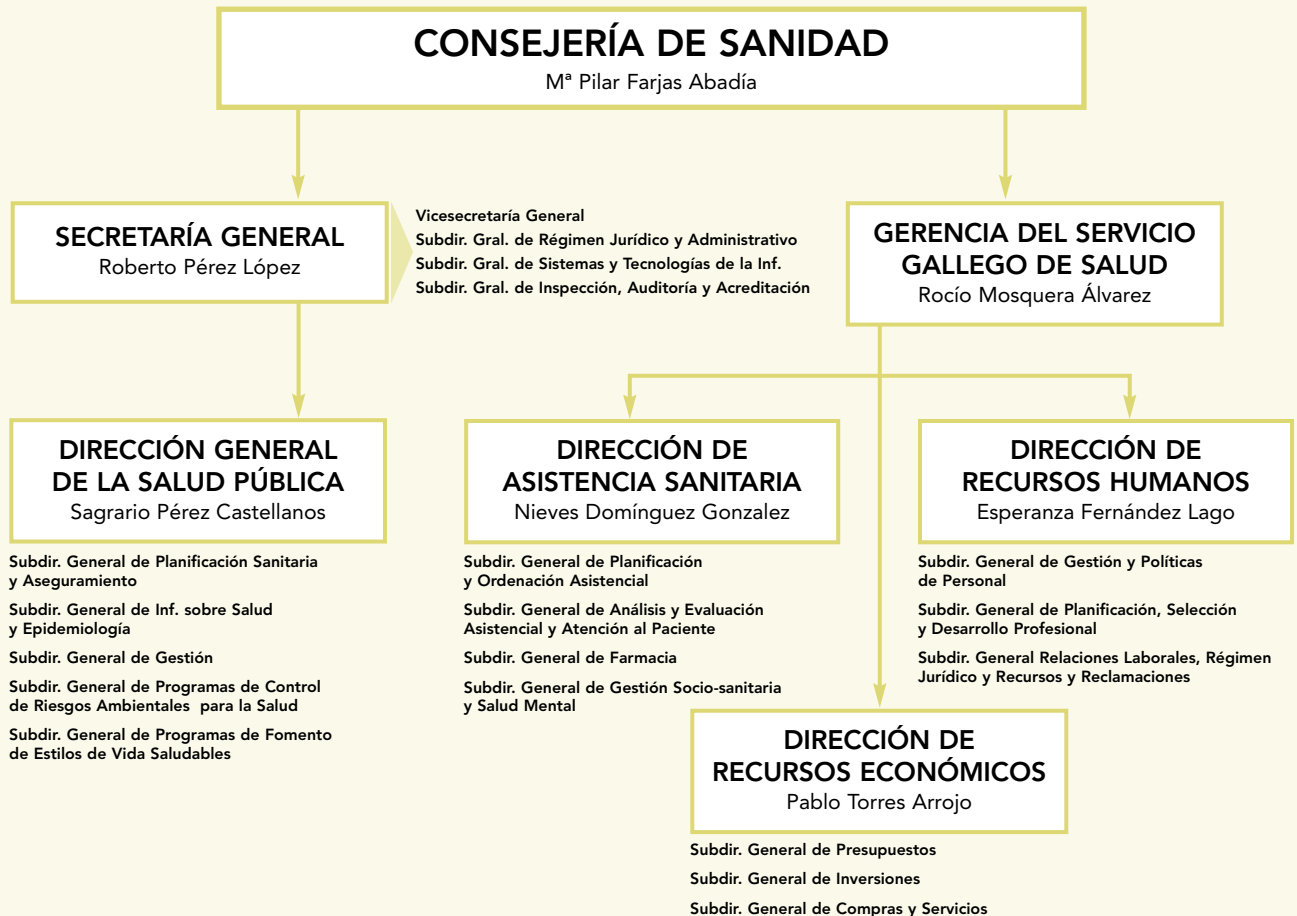 CONSEJERÍA DE SANIDAD
Mª Pilar Farjas Abadía
SECRETARÍA GENERAL
Roberto Pérez López
Vicesecretaría General
Subdir. Gral. de Régimen Jurídico y Administrativo
Subdir. Gral. de Sistemas y Tecnologías de la Inf.
Subdir. Gral. de Inspección, Auditoría y Acreditación
GERENCIA DEL SERVICIO
GALLEGO DE SALUD
Rocío Mosquera Álvarez
DIRECCIÓN GENERAL
DE LA SALUD PÚBLICA
Sagrario Pérez Castellanos
Subdir. General de Planificación Sanitaria
y Aseguramiento
Subdir. General de Inf. sobre Salud
y Epidemiología
Subdir. General de Gestión
Subdir. General de Programas de Control
de Riesgos Ambientales para la Salud
Subdir. General de Programas de Fomento
de Estilos de Vida Saludables
DIRECCIÓN DE
ASISTENCIA SANITARIA
Nieves Domínguez Gonzalez
Subdir. General de Planificación
y Ordenación Asistencial
Subdir. General de Análisis y Evaluación
Asistencial y Atención al Paciente
Subdir. General de Farmacia
Subdir. General de Gestión Socio-sanitaria
y Salud Mental
DIRECCIÓN DE
RECURSOS HUMANOS
Esperanza Fernández Lago
Subdir. General de Gestión y Políticas
de Personal
Subdir. General de Planificación, Selección
y Desarrollo Profesional
Subdir. General Relaciones Laborales, Régimen
Jurídico y Recursos y Reclamaciones
DIRECCIÓN DE
RECURSOS ECONÓMICOS
Pablo Torres Arrojo
Subdir. General de Presupuestos
Subdir. General de Inversiones
Subdir. General de Compras y Servicios